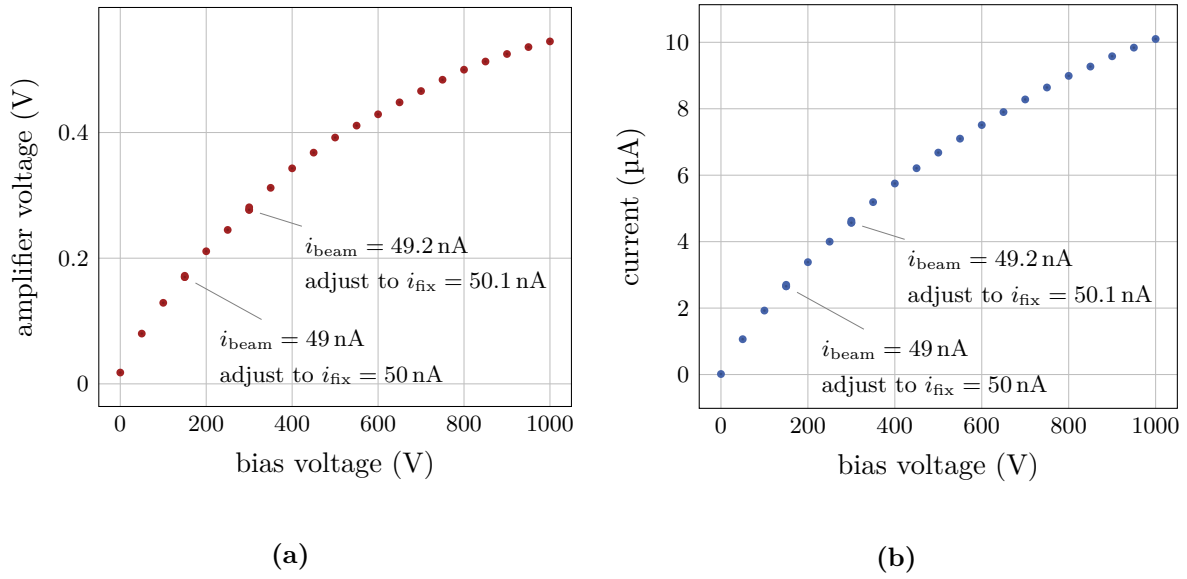 amplifier voltage (V)
0.4
0.2
0
0 200 400 600 800 1000
bias voltage (V)
i_beam = 49.2 nA
adjust to i_fix = 50.1 nA
i_beam = 49 nA
adjust to i_fix = 50 nA
(a)
current (µA)
10
8
6
4
2
0
0 200 400 600 800 1000
bias voltage (V)
i_beam = 49.2 nA
adjust to i_fix = 50.1 nA
i_beam = 49 nA
adjust to i_fix = 50 nA
(b)